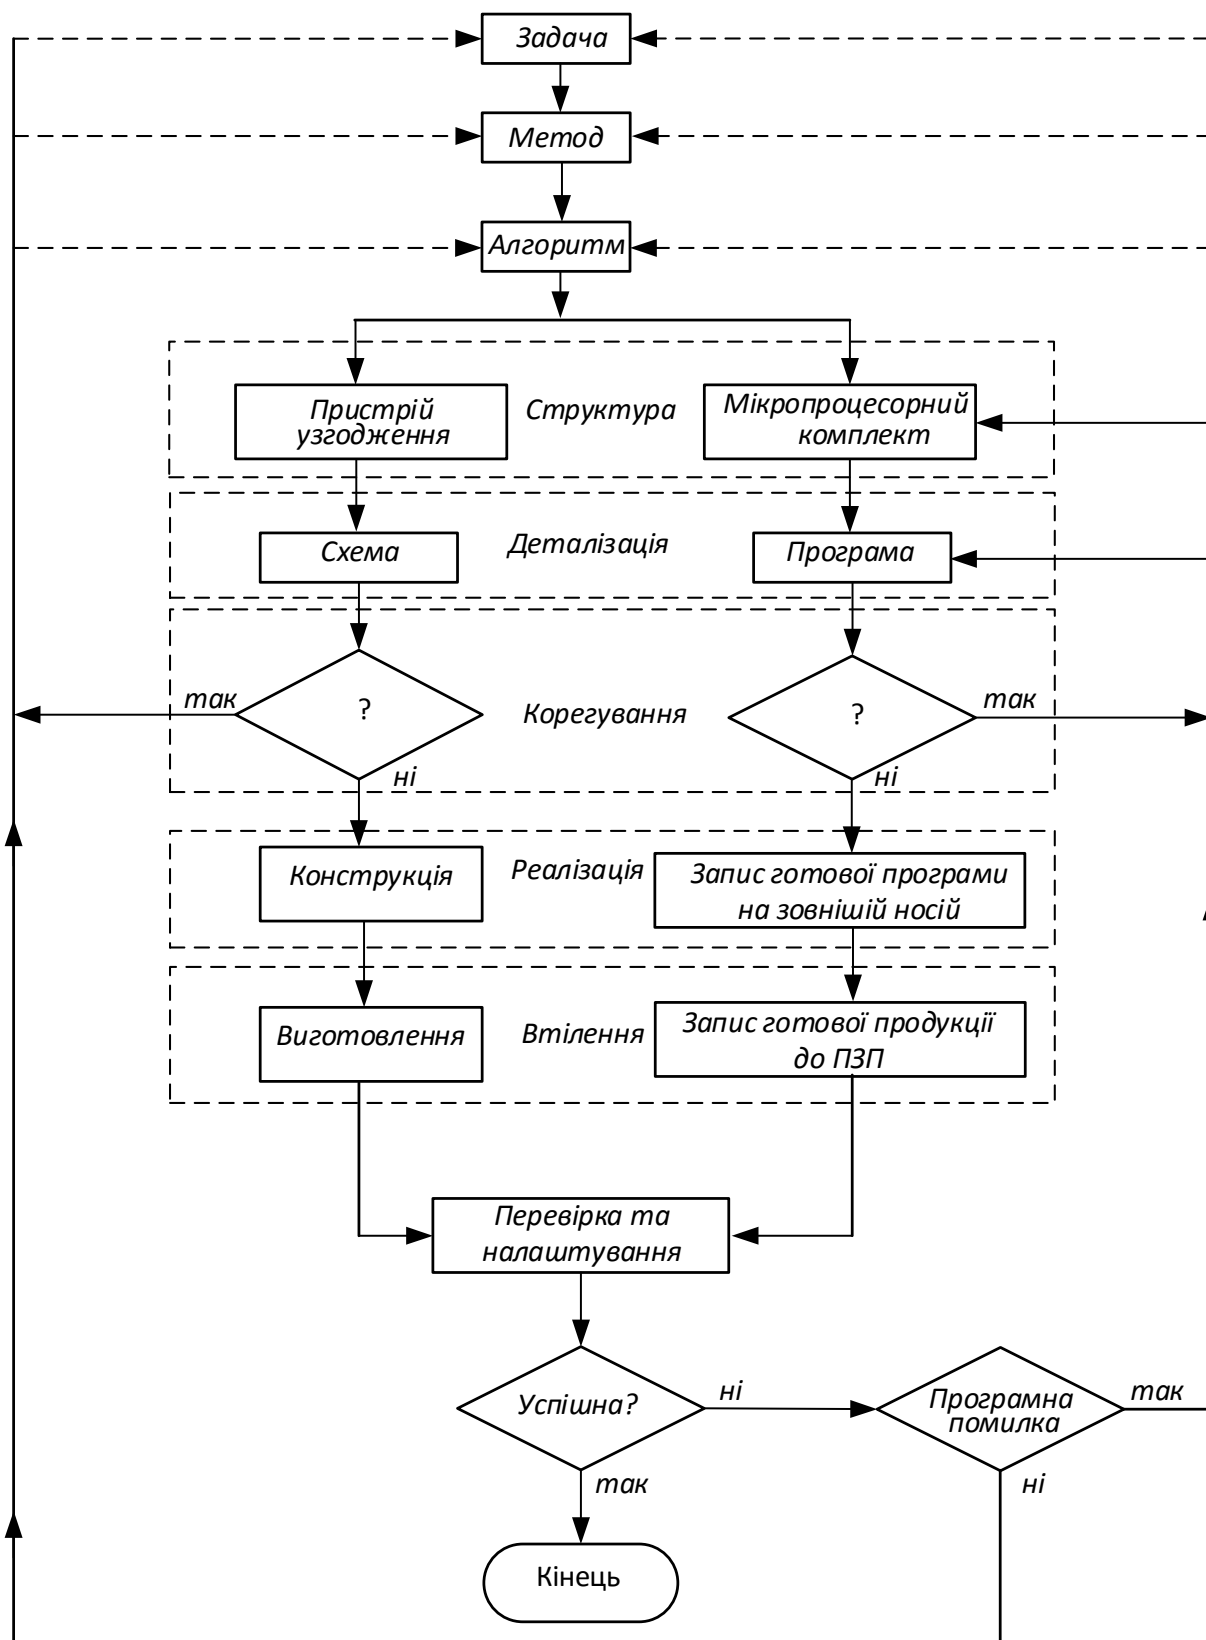 Задача
Метод
Алгоритм
Пристрій
узгодження
Структура
Мікропроцесорний
комплект
Схема
Деталізація
Програма
так
?
ні
Корегування
?
так
ні
Конструкція
Реалізація
Запис готової програми
на зовнішій носій
Виготовлення
Втілення
Запис готової продукції
до ПЗП
Перевірка та
налаштування
Успішна?
ні
так
Програмна
помилка
так
ні
Кінець